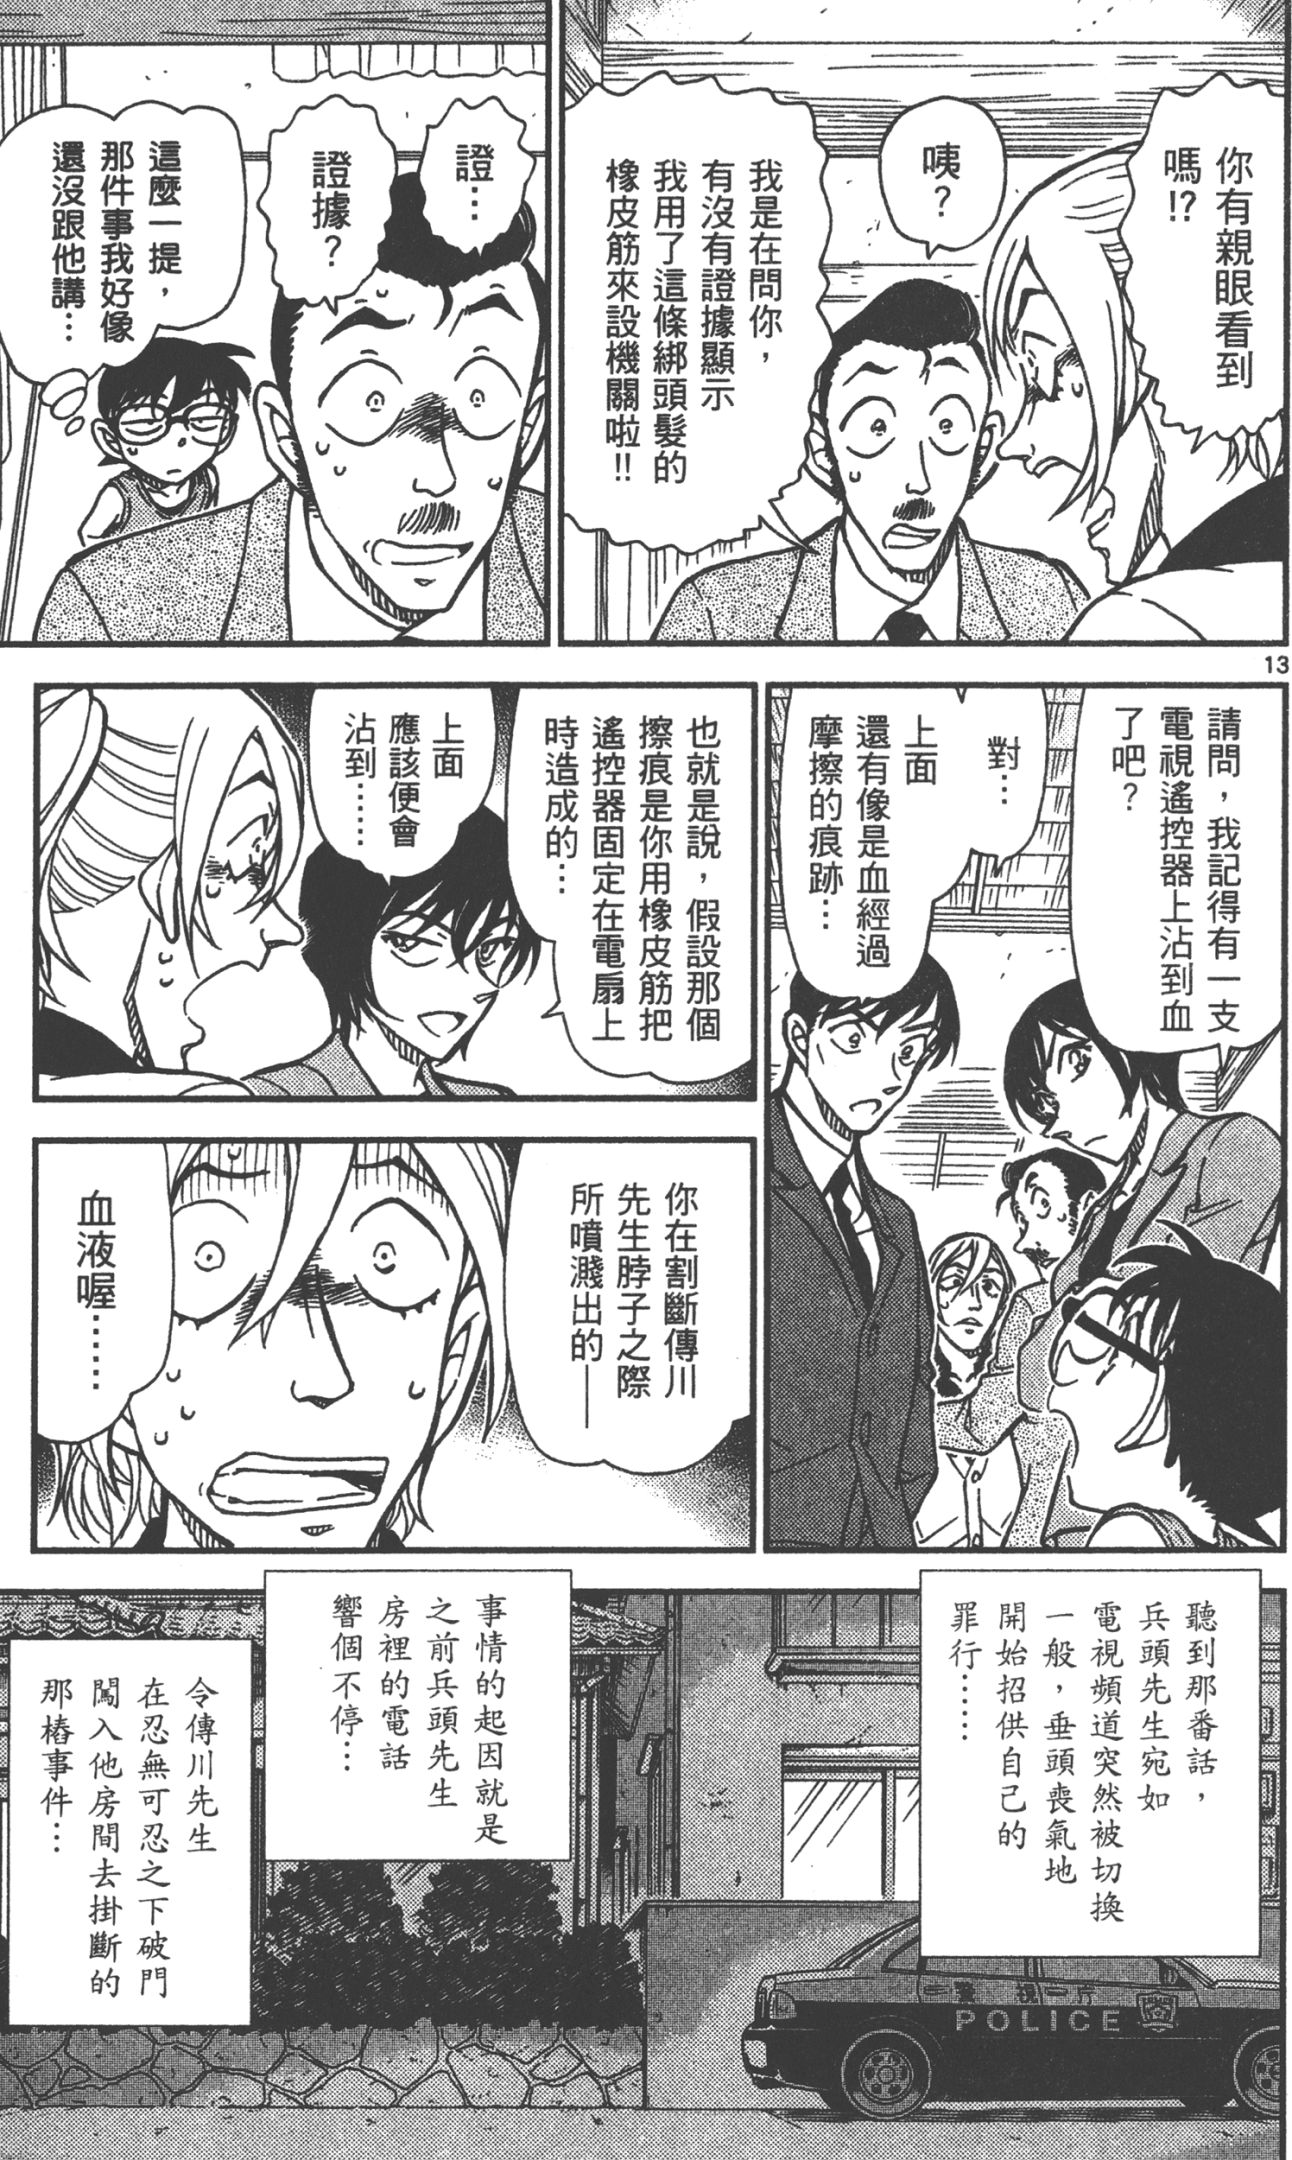 你有親眼看到
嗎!?
咦?
我是在問你，
有沒有證據顯示
我用了這條綁頭髮的
橡皮筋來設機關啦!!
證…
證據?
這麼一提，
那件事我好像
還沒跟他講…
13
請問，我記得有一支
電視遙控器上沾到血
了吧?
對…
上面
還有像是血經過
摩擦的痕跡…
也就是說，假設那個
擦痕是你用橡皮筋把
遙控器固定在電扇上
時造成的…
上面
應該便會
沾到……
你在割斷傳川
先生脖子之際
所噴濺出的—
血液喔……
聽到那番話，
兵頭先生宛如
電視頻道突然被切換
一般，垂頭喪氣地
開始招供自己的
罪行……
事情的起因就是
之前兵頭先生
房裡的電話
響個不停…
令傳川先生
在忍無可忍之下破門
闖入他房間去掛斷的
那樁事件…
警視庁
POLICE